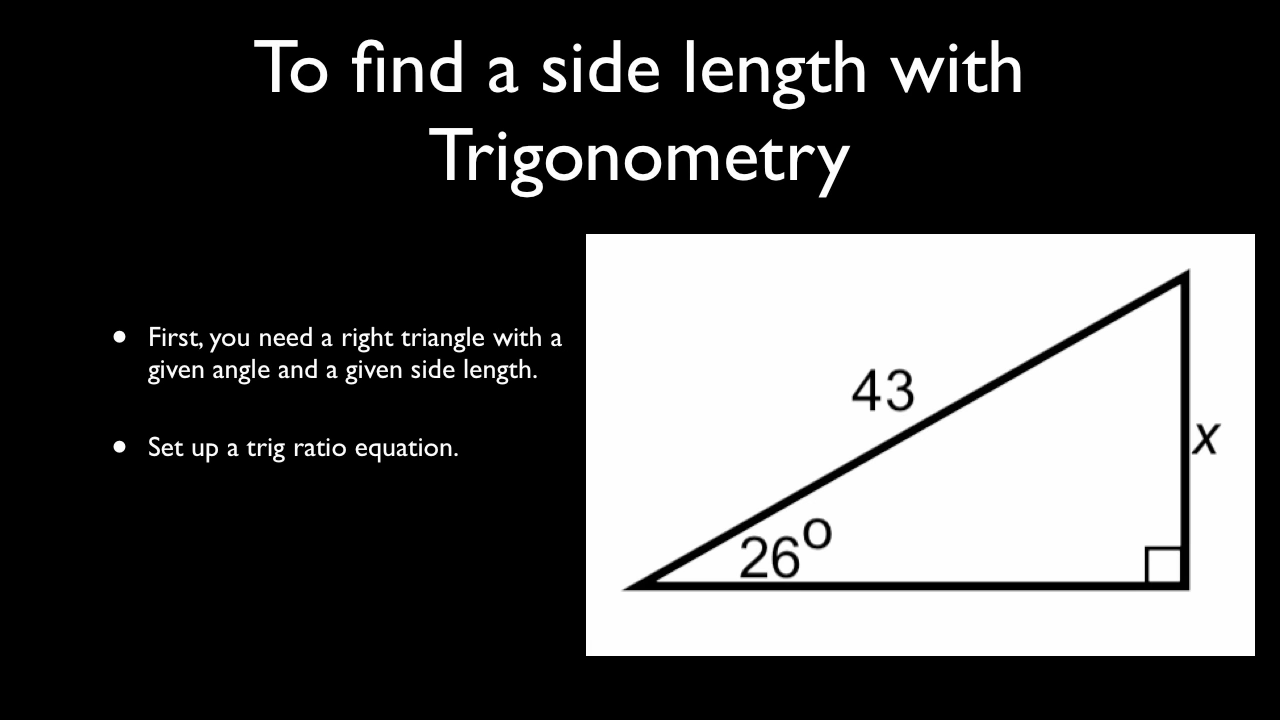 To find a side length with
Trigonometry
• First, you need a right triangle with a
given angle and a given side length.
• Set up a trig ratio equation.
43
x
26º